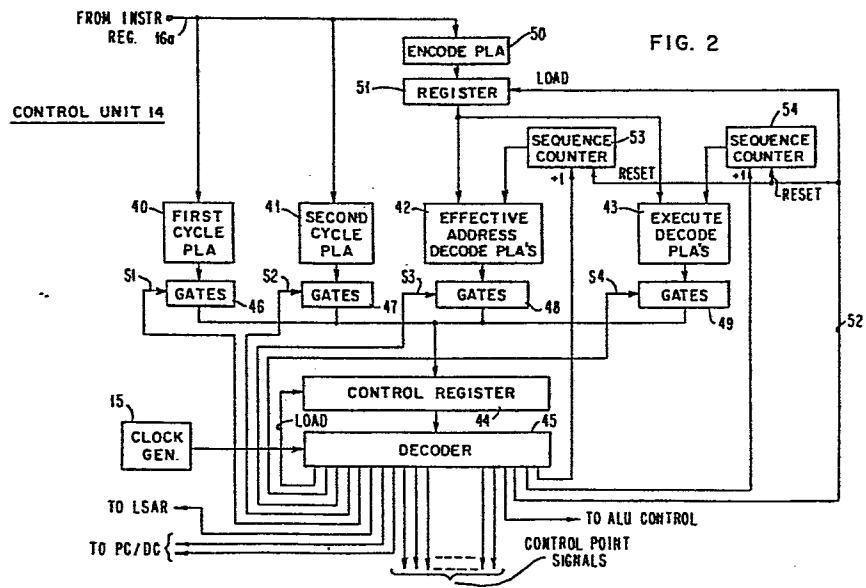 FROM INSTR
REG. 16a
50
ENCODE PLA
FIG. 2
51
REGISTER
LOAD
CONTROL UNIT 14
53
SEQUENCE
COUNTER
54
SEQUENCE
COUNTER
+1
RESET
+1
RESET
40
FIRST
CYCLE
PLA
41
SECOND
CYCLE
PLA
42
EFFECTIVE
ADDRESS
DECODE PLA'S
43
EXECUTE
DECODE
PLA'S
S1
GATES
46
S2
GATES
47
S3
GATES
48
S4
GATES
49
52
CONTROL REGISTER
44
15
CLOCK
GEN.
LOAD
45
DECODER
TO LSAR
TO PC/DC
TO ALU CONTROL
CONTROL POINT
SIGNALS